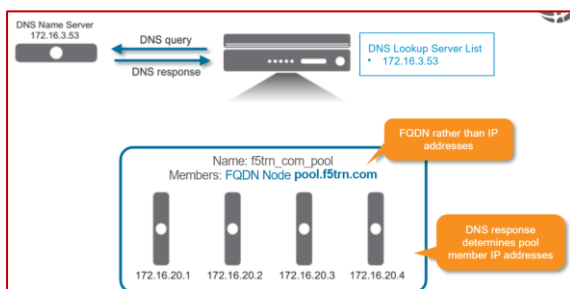 DNS Name Server
172.16.3.53
DNS query
DNS response
DNS Lookup Server List
• 172.16.3.53
FQDN rather than IP
addresses
Name: f5trn_com_pool
Members: FQDN Node pool.f5trn.com
DNS response
determines pool
member IP addresses
172.16.20.1
172.16.20.2
172.16.20.3
172.16.20.4